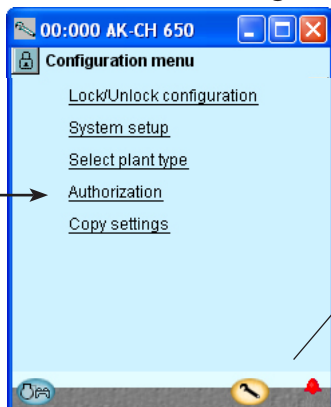 00:000 AK-CH 650
Configuration menu
Lock/Unlock configuration
System setup
Select plant type
Authorization
Copy settings